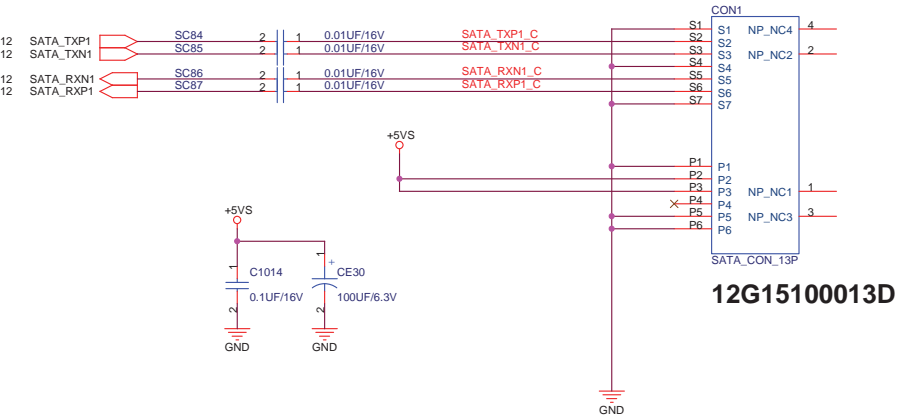 CON1
12 SATA_TXP1 SC84 2 1 0.01UF/16V SATA_TXP1_C S1 S1 NP_NC4 4
12 SATA_TXN1 SC85 2 1 0.01UF/16V SATA_TXN1_C S2 S2
S3 S3 NP_NC2 2
S4 S4
12 SATA_RXN1 SC86 2 1 0.01UF/16V SATA_RXN1_C S5 S5
12 SATA_RXP1 SC87 2 1 0.01UF/16V SATA_RXP1_C S6 S6
S7 S7
+5VS
P1 P1
P2 P2
P3 P3 NP_NC1 1
P4 P4
P5 P5 NP_NC3 3
P6 P6
+5VS
SATA_CON_13P
1 C1014 1 + CE30
12G15100013D
2 0.1UF/16V 2 100UF/6.3V
GND GND
GND